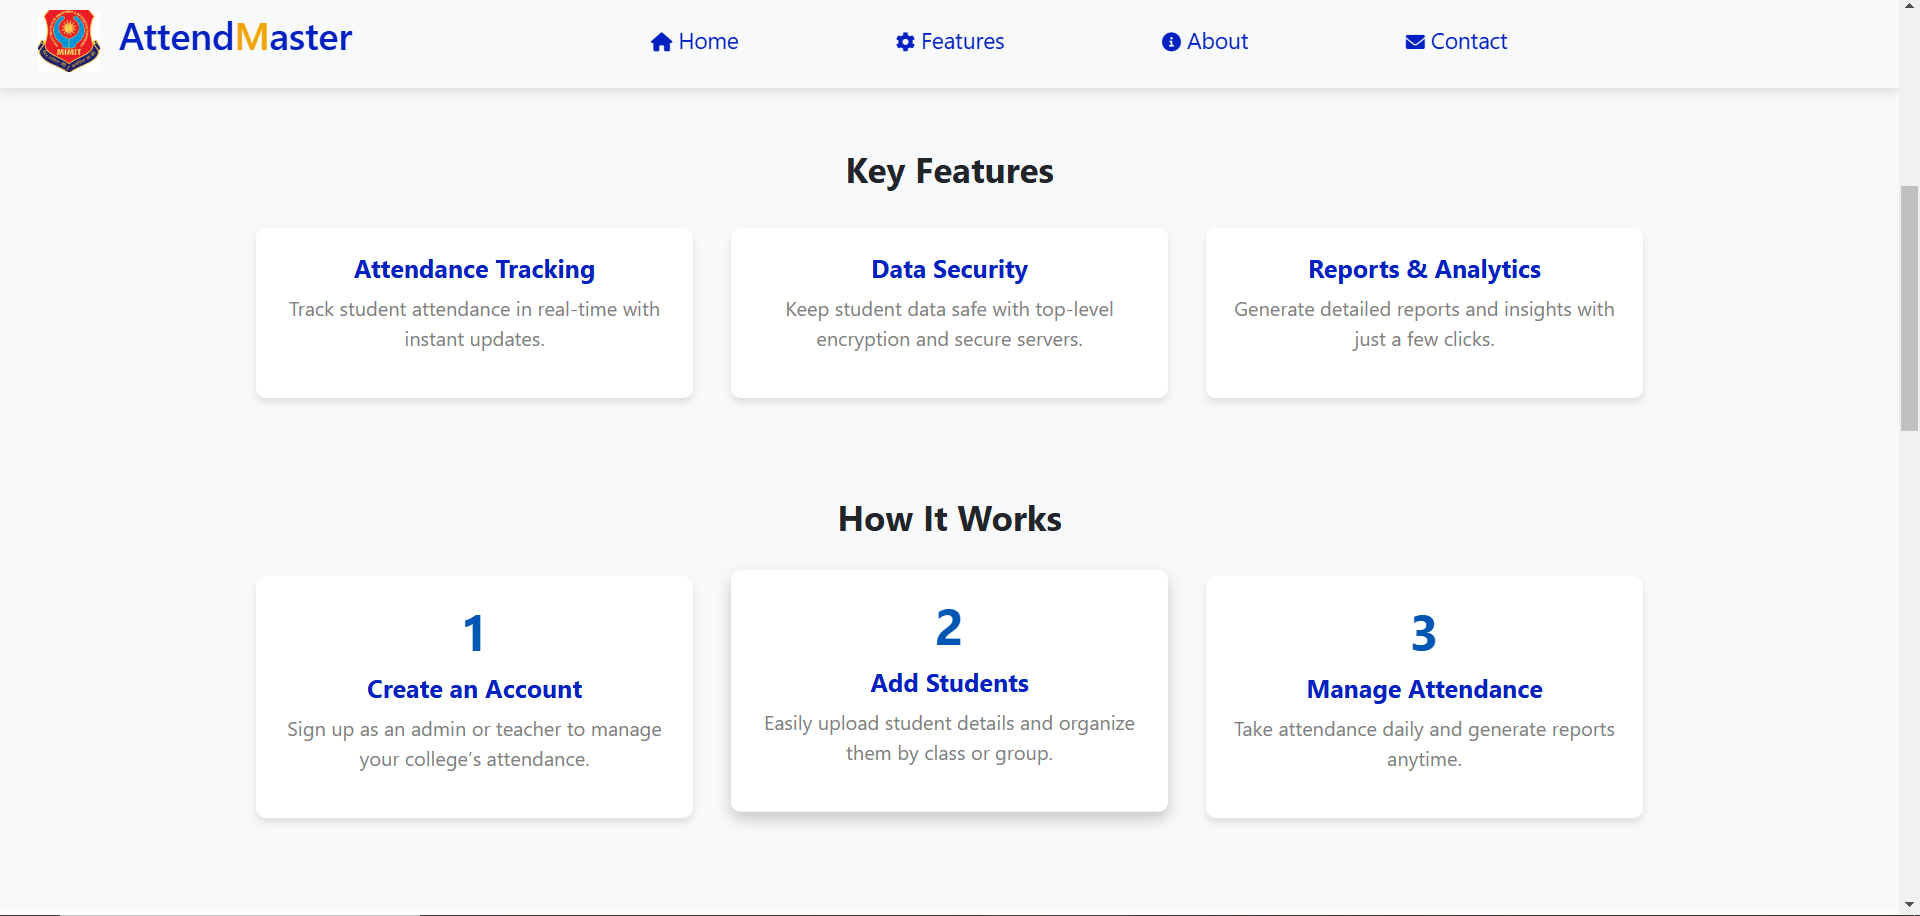 MIMIT
AttendMaster
Home
Features
About
Contact
Key Features
Attendance Tracking
Track student attendance in real-time with
instant updates.
Data Security
Keep student data safe with top-level
encryption and secure servers.
Reports & Analytics
Generate detailed reports and insights with
just a few clicks.
How It Works
1
Create an Account
Sign up as an admin or teacher to manage
your college’s attendance.
2
Add Students
Easily upload student details and organize
them by class or group.
3
Manage Attendance
Take attendance daily and generate reports
anytime.